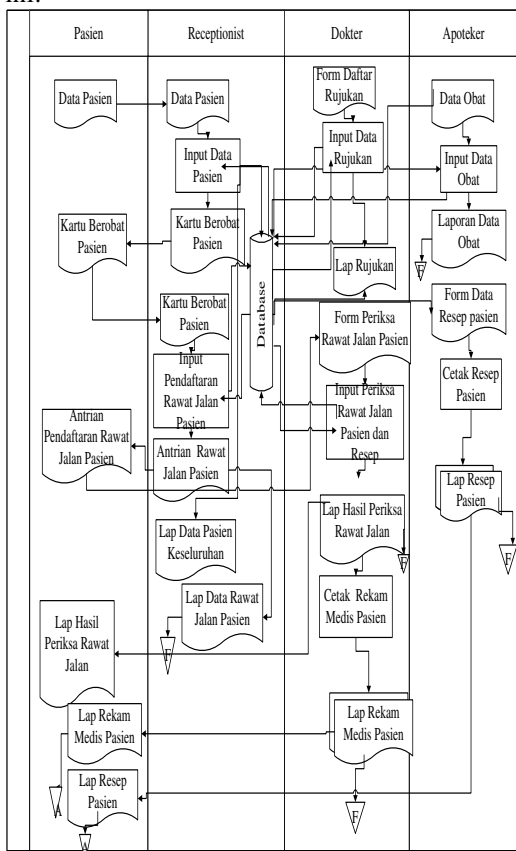 ini.
Pasien
Receptionist
Dokter
Apoteker
Data Pasien
Data Pasien
Form Daftar
Rujukan
Data Obat
Input Data
Pasien
Input Data
Rujukan
Input Data
Obat
Kartu Berobat
Pasien
Kartu Berobat
Pasien
Laporan Data
Obat
F
Lap Rujukan
Database
Kartu Berobat
Pasien
Form Periksa
Rawat Jalan Pasien
Form Data
Resep pasien
Input
Pendaftaran
Rawat Jalan
Pasien
Input Periksa
Rawat Jalan
Pasien dan
Resep
Cetak Resep
Pasien
Antrian
Pendaftaran Rawat
Jalan Pasien
Antrian Rawat
Jalan Pasien
Lap Resep
Pasien
F
Lap Data Pasien
Keseluruhan
Lap Hasil Periksa
Rawat Jalan
F
Lap Data Rawat
Jalan Pasien
F
Cetak Rekam
Medis Pasien
Lap Hasil
Periksa Rawat
Jalan
Lap Rekam
Medis Pasien
A
Lap Rekam
Medis Pasien
F
Lap Resep
Pasien
A